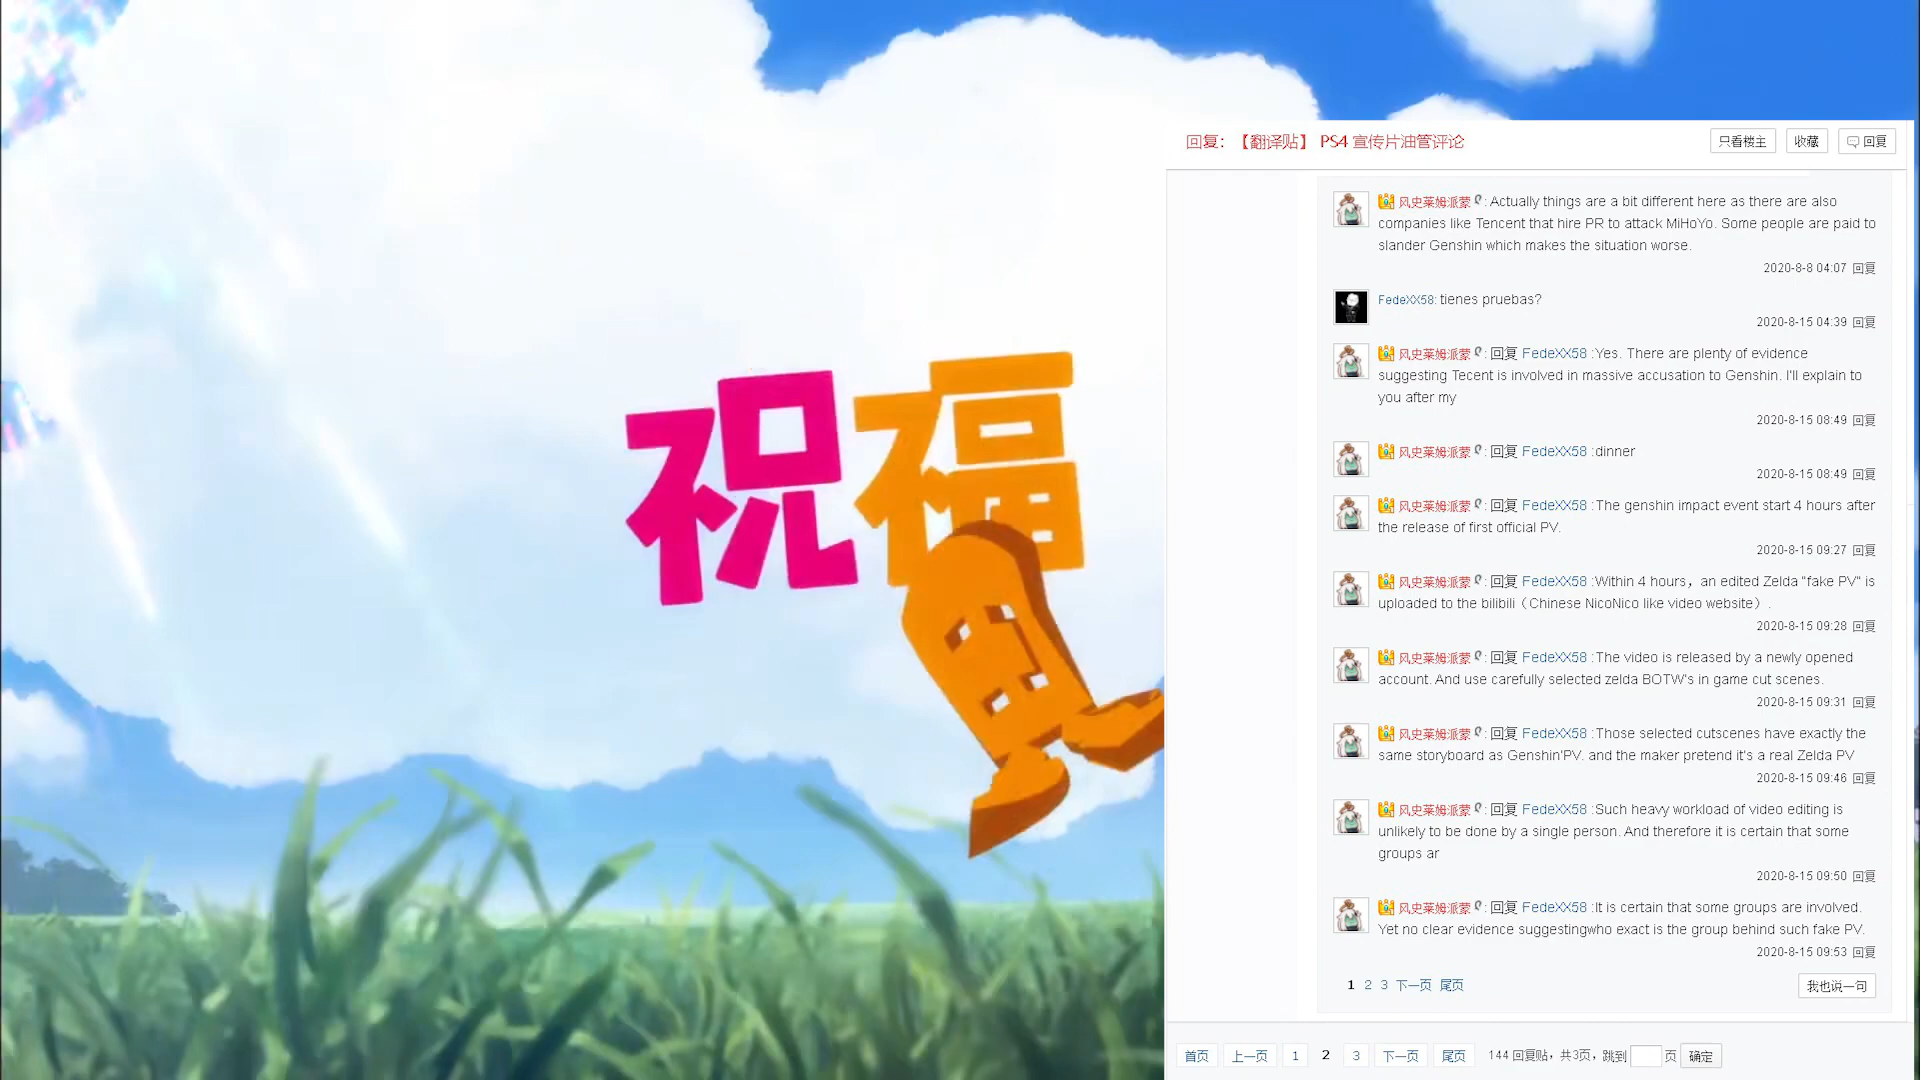 祝福
回复：【翻译贴】 PS4 宣传片油管评论
只看楼主 收藏 回复
风史莱姆派蒙 : Actually things are a bit different here as there are also
companies like Tencent that hire PR to attack MiHoYo. Some people are paid to
slander Genshin which makes the situation worse.
2020-8-8 04:07 回复
FedeXX58: tienes pruebas?
2020-8-15 04:39 回复
风史莱姆派蒙 : 回复 FedeXX58 :Yes. There are plenty of evidence
suggesting Tecent is involved in massive accusation to Genshin. I'll explain to
you after my
2020-8-15 08:49 回复
风史莱姆派蒙 : 回复 FedeXX58 :dinner
2020-8-15 08:49 回复
风史莱姆派蒙 : 回复 FedeXX58 :The genshin impact event start 4 hours after
the release of first official PV.
2020-8-15 09:27 回复
风史莱姆派蒙 : 回复 FedeXX58 :Within 4 hours，an edited Zelda "fake PV" is
uploaded to the bilibili（Chinese NicoNico like video website）.
2020-8-15 09:28 回复
风史莱姆派蒙 : 回复 FedeXX58 :The video is released by a newly opened
account. And use carefully selected zelda BOTW's in game cut scenes.
2020-8-15 09:31 回复
风史莱姆派蒙 : 回复 FedeXX58 :Those selected cutscenes have exactly the
same storyboard as Genshin'PV. and the maker pretend it's a real Zelda PV
2020-8-15 09:46 回复
风史莱姆派蒙 : 回复 FedeXX58 :Such heavy workload of video editing is
unlikely to be done by a single person. And therefore it is certain that some
groups ar
2020-8-15 09:50 回复
风史莱姆派蒙 : 回复 FedeXX58 :It is certain that some groups are involved.
Yet no clear evidence suggestingwho exact is the group behind such fake PV.
2020-8-15 09:53 回复
1 2 3 下一页 尾页
我也说一句
首页 上一页 1 2 3 下一页 尾页 144 回复贴，共3页，跳到 页 确定